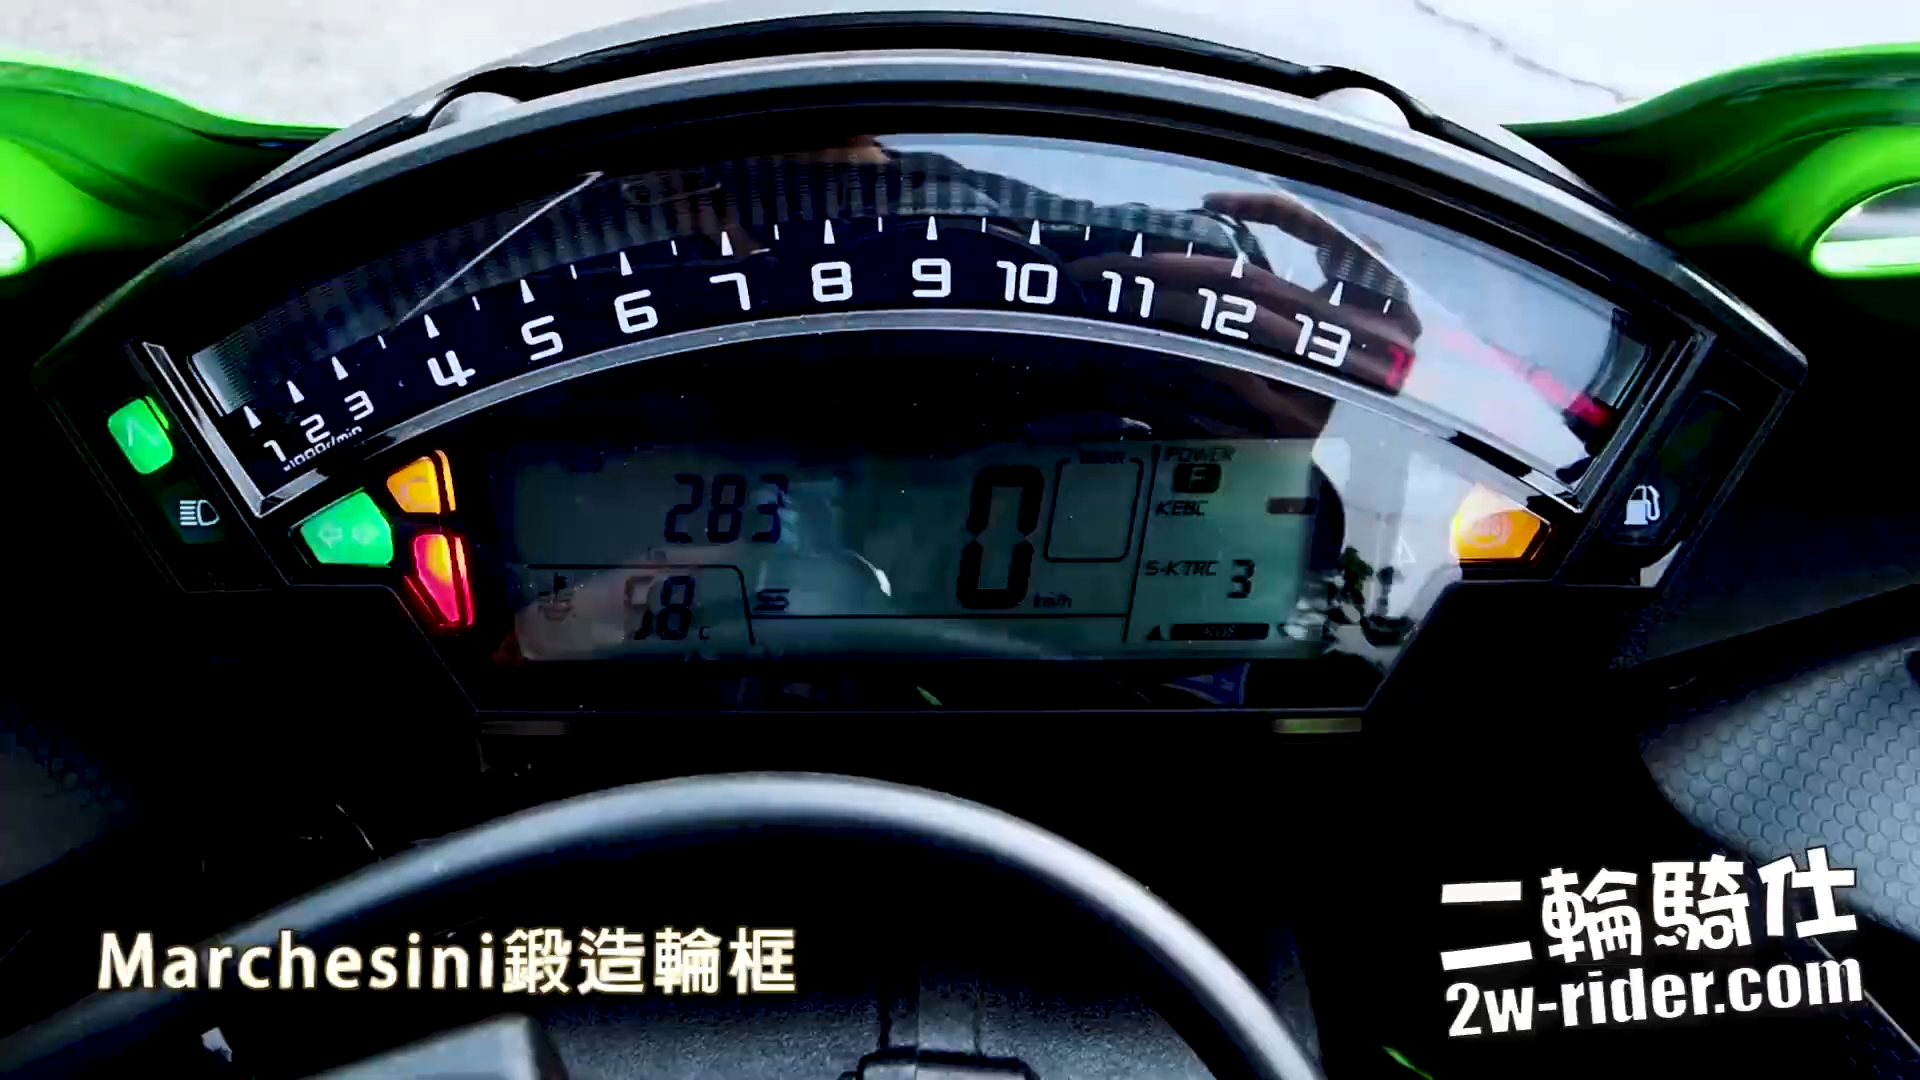 1 2 3 4 5 6 7 8 9 10 11 12 13
×1000r/min
283
0
km/h
POWER
F
KEBC
S-KTRC 3
58 C
Marchesini鍛造輪框
二輪騎仕
2w-rider.com